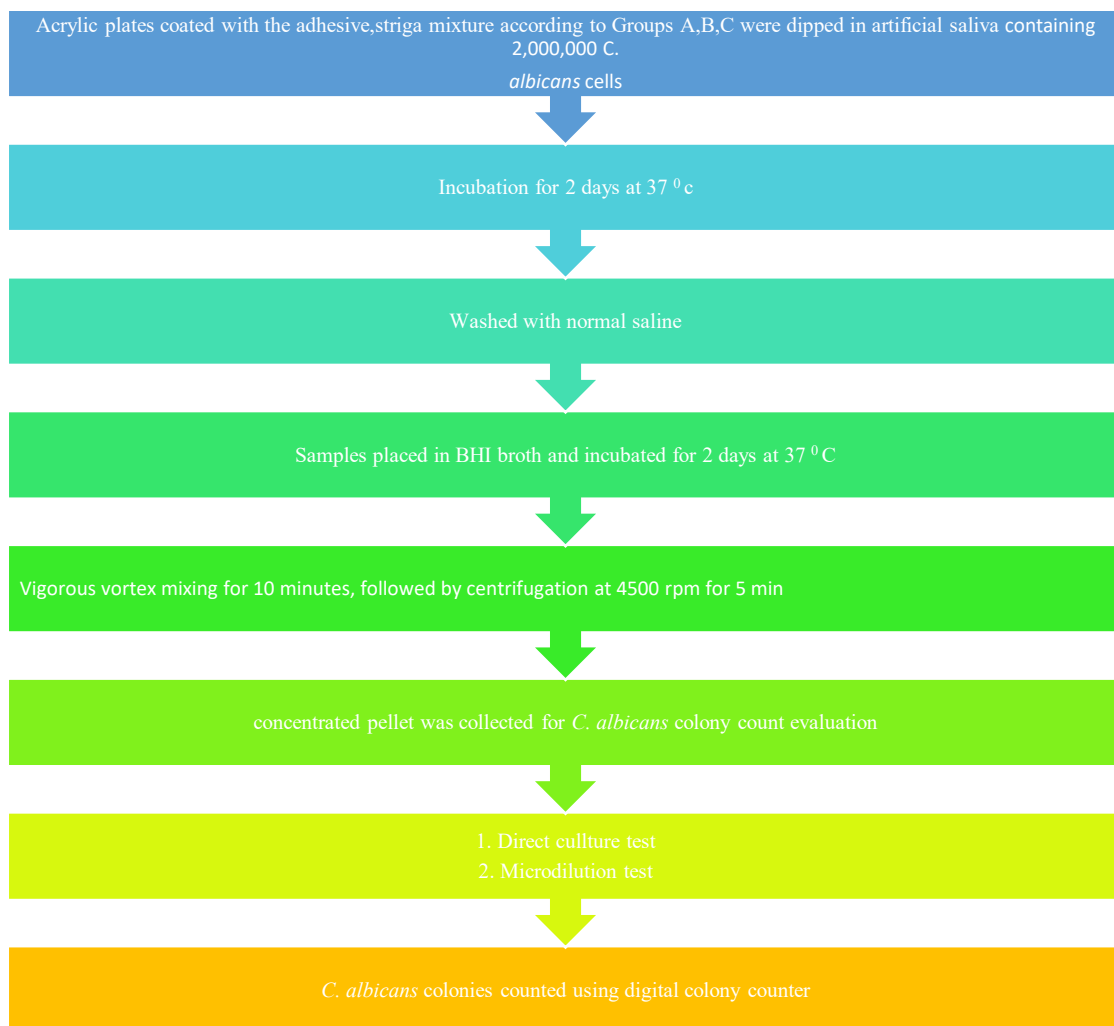 Acrylic plates coated with the adhesive,striga mixture according to Groups A,B,C were dipped in artificial saliva containing
2,000,000 C.
albicans cells
Incubation for 2 days at 37 ⁰ c
Washed with normal saline
Samples placed in BHI broth and incubated for 2 days at 37 ⁰ C
Vigorous vortex mixing for 10 minutes, followed by centrifugation at 4500 rpm for 5 min
concentrated pellet was collected for C. albicans colony count evaluation
1. Direct cullture test
2. Microdilution test
C. albicans colonies counted using digital colony counter